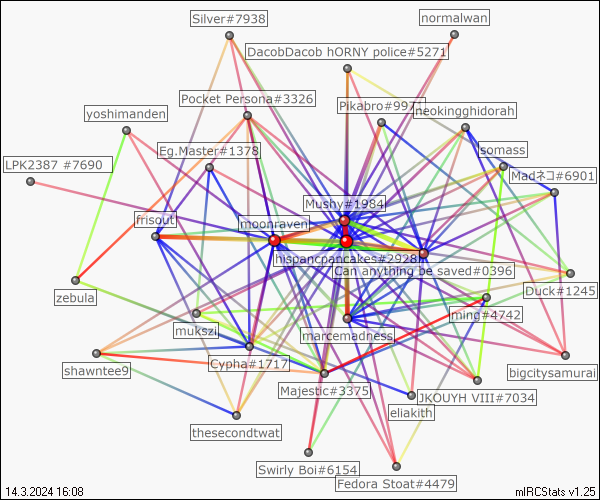 Silver#7938
normalwan
DacobDacob hORNY police#5271
Pocket Persona#3326
Pikabro#997
neokingghidorah
yoshimanden
Eg.Master#1378
isomass
LPK2387 #7690
Madネコ#6901
Mushy#1984
frisout
moonraven
hispancpancakes#2928
Can anything be saved#0396
zebula
Duck#1245
mukszi
ming#4742
marcemadness
shawntee9
Cypha#1717
bigcitysamurai
Majestic#3375
JKOUYH VIII#7034
eliakith
thesecondtwat
Swirly Boi#6154
Fedora Stoat#4479
14.3.2024 16:08
mIRCStats v1.25